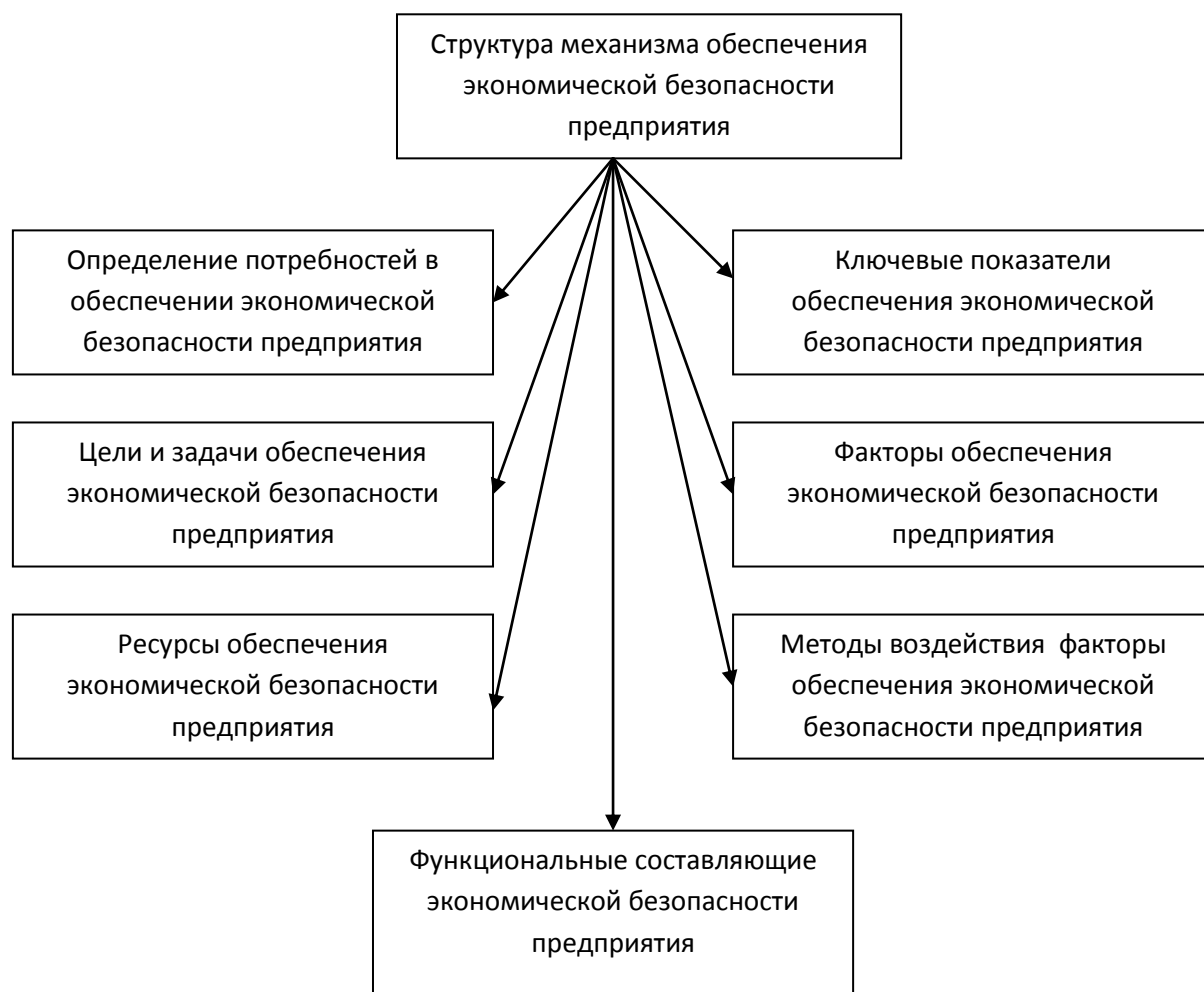 Структура механизма обеспечения
экономической безопасности
предприятия
Определение потребностей в
обеспечении экономической
безопасности предприятия
Ключевые показатели
обеспечения экономической
безопасности предприятия
Цели и задачи обеспечения
экономической безопасности
предприятия
Факторы обеспечения
экономической безопасности
предприятия
Ресурсы обеспечения
экономической безопасности
предприятия
Методы воздействия  факторы
обеспечения экономической
безопасности предприятия
Функциональные составляющие
экономической безопасности
предприятия